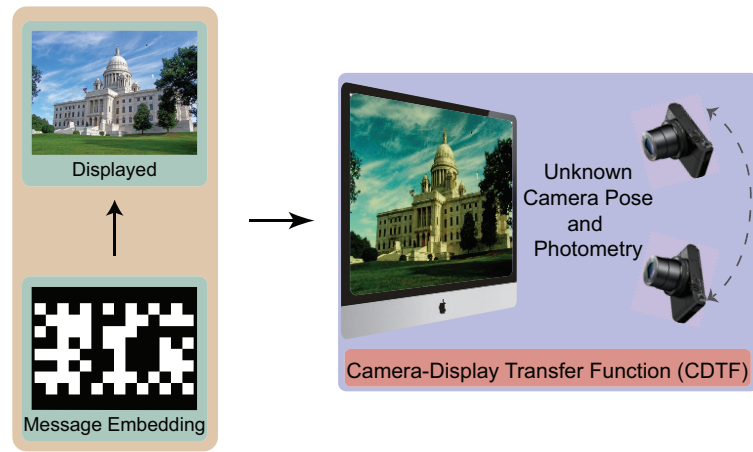 Displayed
Message Embedding
Unknown
Camera Pose
and
Photometry
Camera-Display Transfer Function (CDTF)